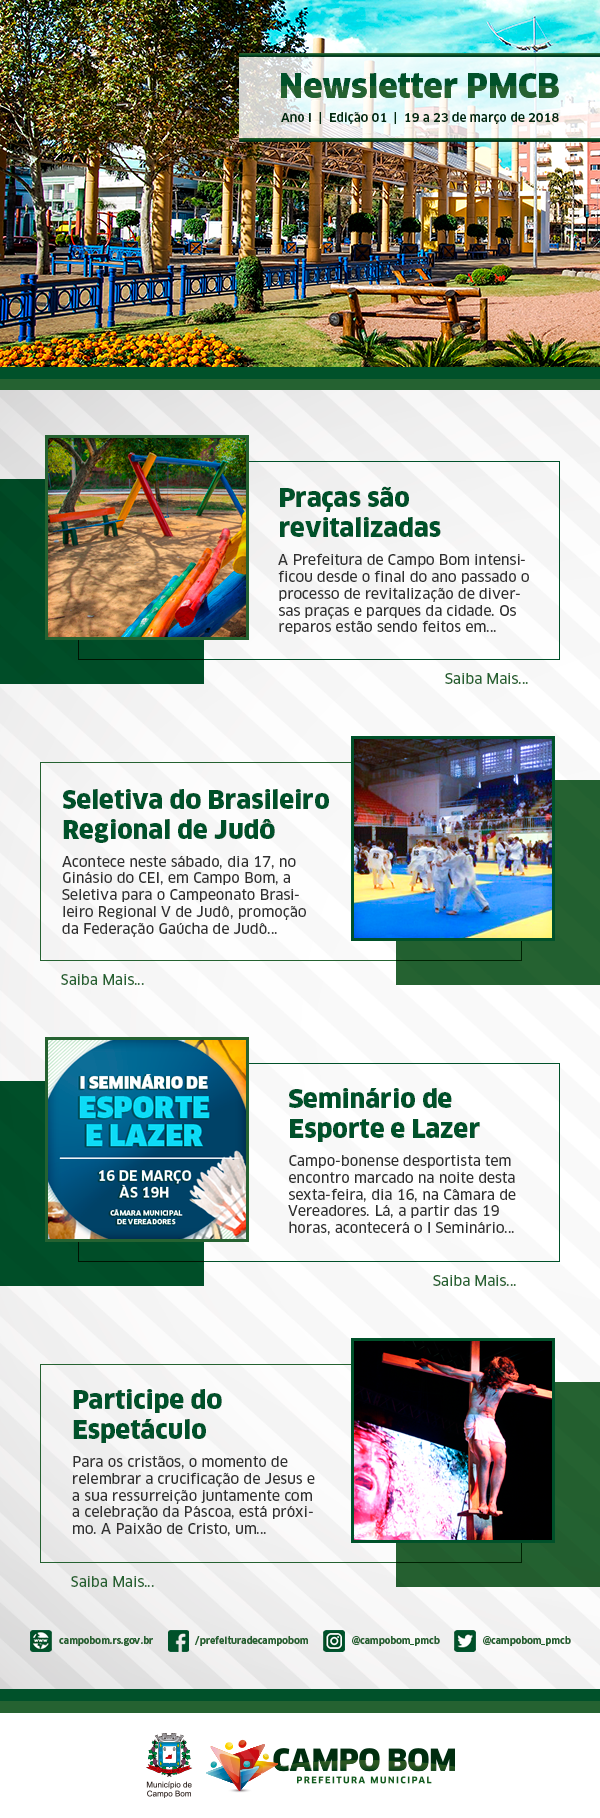 Newsletter PMCB
Ano I | Edição 01 | 19 a 23 de março de 2018
Praças são
revitalizadas
A Prefeitura de Campo Bom intensi-
ficou desde o final do ano passado o
processo de revitalização de diver-
sas praças e parques da cidade. Os
reparos estão sendo feitos em...
Saiba Mais...
Seletiva do Brasileiro
Regional de Judô
Acontece neste sábado, dia 17, no
Ginásio do CEI, em Campo Bom, a
Seletiva para o Campeonato Brasi-
leiro Regional V de Judô, promoção
da Federação Gaúcha de Judô...
Saiba Mais...
I SEMINÁRIO DE
ESPORTE
E LAZER
16 DE MARÇO
ÀS 19H
CÂMARA MUNICIPAL
DE VEREADORES
Seminário de
Esporte e Lazer
Campo-bonense desportista tem
encontro marcado na noite desta
sexta-feira, dia 16, na Câmara de
Vereadores. Lá, a partir das 19
horas, acontecerá o I Seminário...
Saiba Mais...
Participe do
Espetáculo
Para os cristãos, o momento de
relembrar a crucificação de Jesus e
a sua ressurreição juntamente com
a celebração da Páscoa, está próxi-
mo. A Paixão de Cristo, um...
Saiba Mais...
campobom.rs.gov.br /prefeituradecampobom @campobom_pmcb @campobom_pmcb
Município de
Campo Bom
CAMPO BOM
PREFEITURA MUNICIPAL